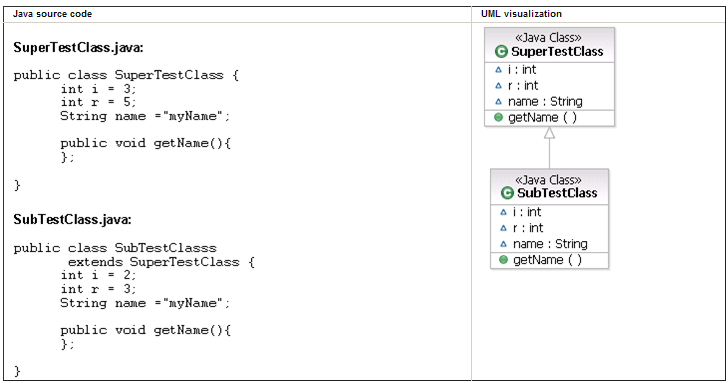 Java source code
UML visualization
SuperTestClass.java:
public class SuperTestClass {
int i = 3;
int r = 5;
String name ="myName";
public void getName(){
};
}
SubTestClass.java:
public class SubTestClasss
extends SuperTestClass {
int i = 2;
int r = 3;
String name ="myName";
public void getName(){
};
}
«Java Class»
C SuperTestClass
i : int
r : int
name : String
getName ( )
«Java Class»
C SubTestClass
i : int
r : int
name : String
getName ( )